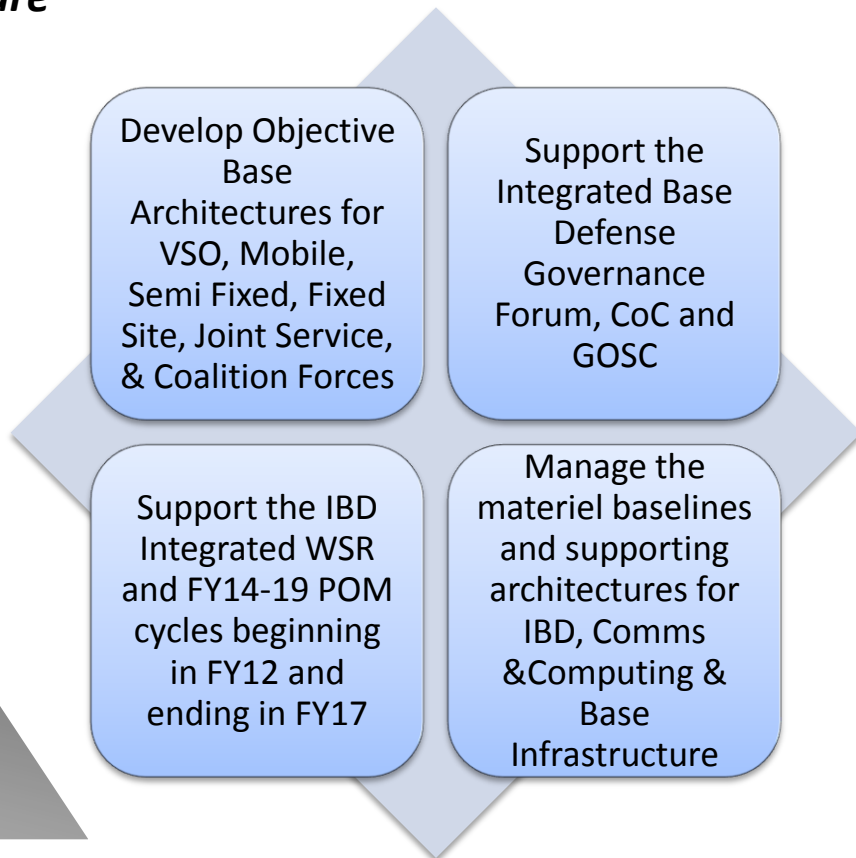 Develop Objective
Base
Architectures for
VSO, Mobile,
Semi Fixed, Fixed
Site, Joint Service,
& Coalition Forces
Support the
Integrated Base
Defense
Governance
Forum, CoC and
GOSC
Support the IBD
Integrated WSR
and FY14-19 POM
cycles beginning
in FY12 and
ending in FY17
Manage the
materiel baselines
and supporting
architectures for
IBD, Comms
&Computing &
Base
Infrastructure